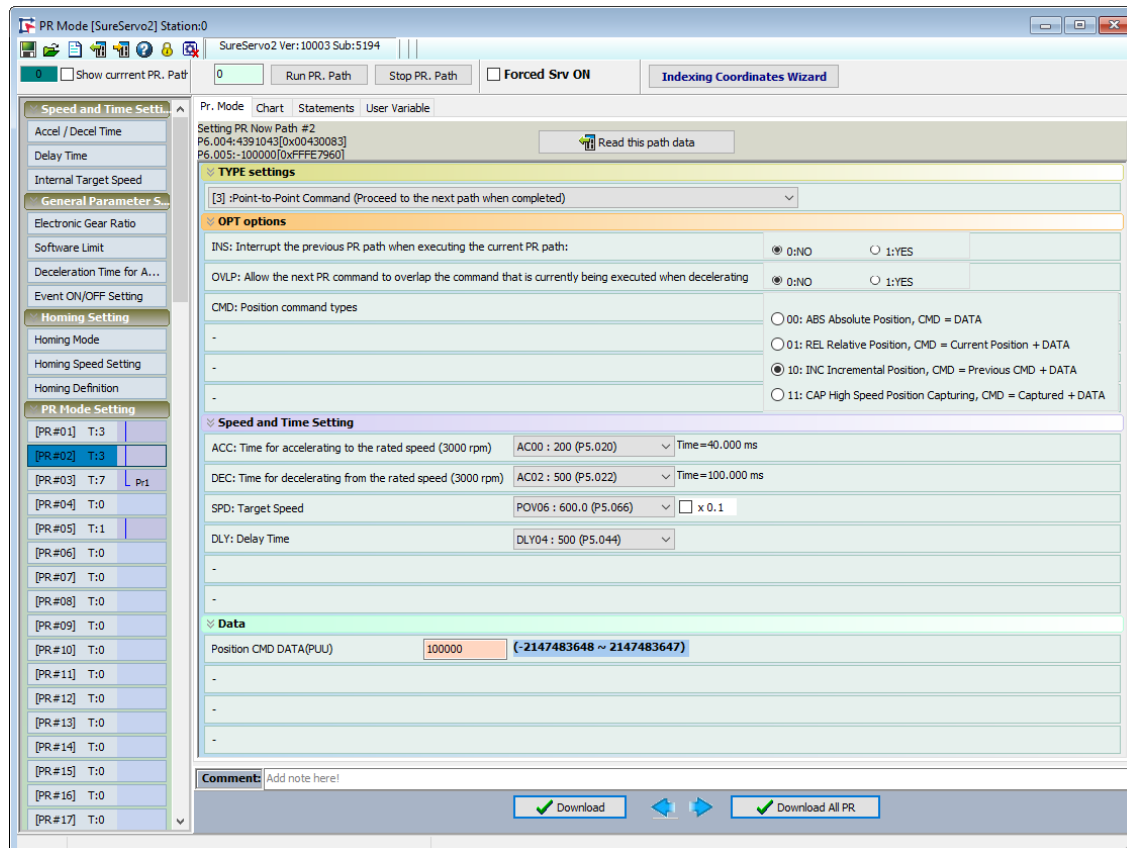 PR Mode [SureServo2] Station:0
SureServo2 Ver:10003 Sub:5194
0 Show currrent PR. Path 0 Run PR. Path Stop PR. Path Forced Srv ON Indexing Coordinates Wizard
Speed and Time Setti...
Accel / Decel Time
Delay Time
Internal Target Speed
General Parameter S...
Electronic Gear Ratio
Software Limit
Deceleration Time for A...
Event ON/OFF Setting
Homing Setting
Homing Mode
Homing Speed Setting
Homing Definition
PR Mode Setting
[PR#01] T:3
[PR#02] T:3
[PR#03] T:7 Pr1
[PR#04] T:0
[PR#05] T:1
[PR#06] T:0
[PR#07] T:0
[PR#08] T:0
[PR#09] T:0
[PR#10] T:0
[PR#11] T:0
[PR#12] T:0
[PR#13] T:0
[PR#14] T:0
[PR#15] T:0
[PR#16] T:0
[PR#17] T:0
Pr. Mode Chart Statements User Variable
Setting PR Now Path #2
P6.004:4391043[0x00430083]
P6.005:-100000[0xFFFE7960]
Read this path data
TYPE settings
[3] :Point-to-Point Command (Proceed to the next path when completed)
OPT options
INS: Interrupt the previous PR path when executing the current PR path: 0:NO 1:YES
OVLP: Allow the next PR command to overlap the command that is currently being executed when decelerating 0:NO 1:YES
CMD: Position command types
00: ABS Absolute Position, CMD = DATA
-
01: REL Relative Position, CMD = Current Position + DATA
-
10: INC Incremental Position, CMD = Previous CMD + DATA
-
11: CAP High Speed Position Capturing, CMD = Captured + DATA
Speed and Time Setting
ACC: Time for accelerating to the rated speed (3000 rpm) AC00 : 200 (P5.020) Time=40.000 ms
DEC: Time for decelerating from the rated speed (3000 rpm) AC02 : 500 (P5.022) Time=100.000 ms
SPD: Target Speed POV06 : 600.0 (P5.066) x 0.1
DLY: Delay Time DLY04 : 500 (P5.044)
-
-
Data
Position CMD DATA(PUU) 100000 (-2147483648 ~ 2147483647)
-
-
-
Comment: Add note here!
Download Download All PR